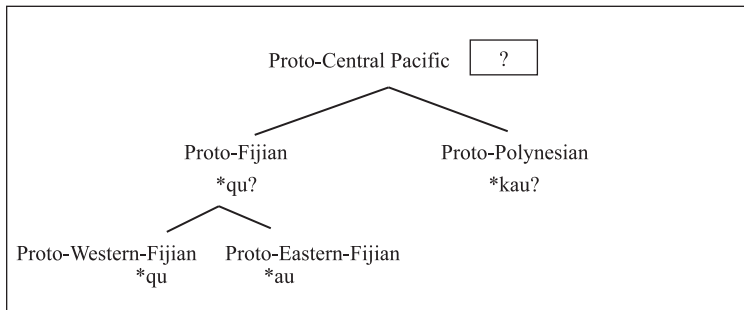 Proto-Central Pacific ?
Proto-Fijian Proto-Polynesian
*qu? *kau?
Proto-Western-Fijian Proto-Eastern-Fijian
*qu *au